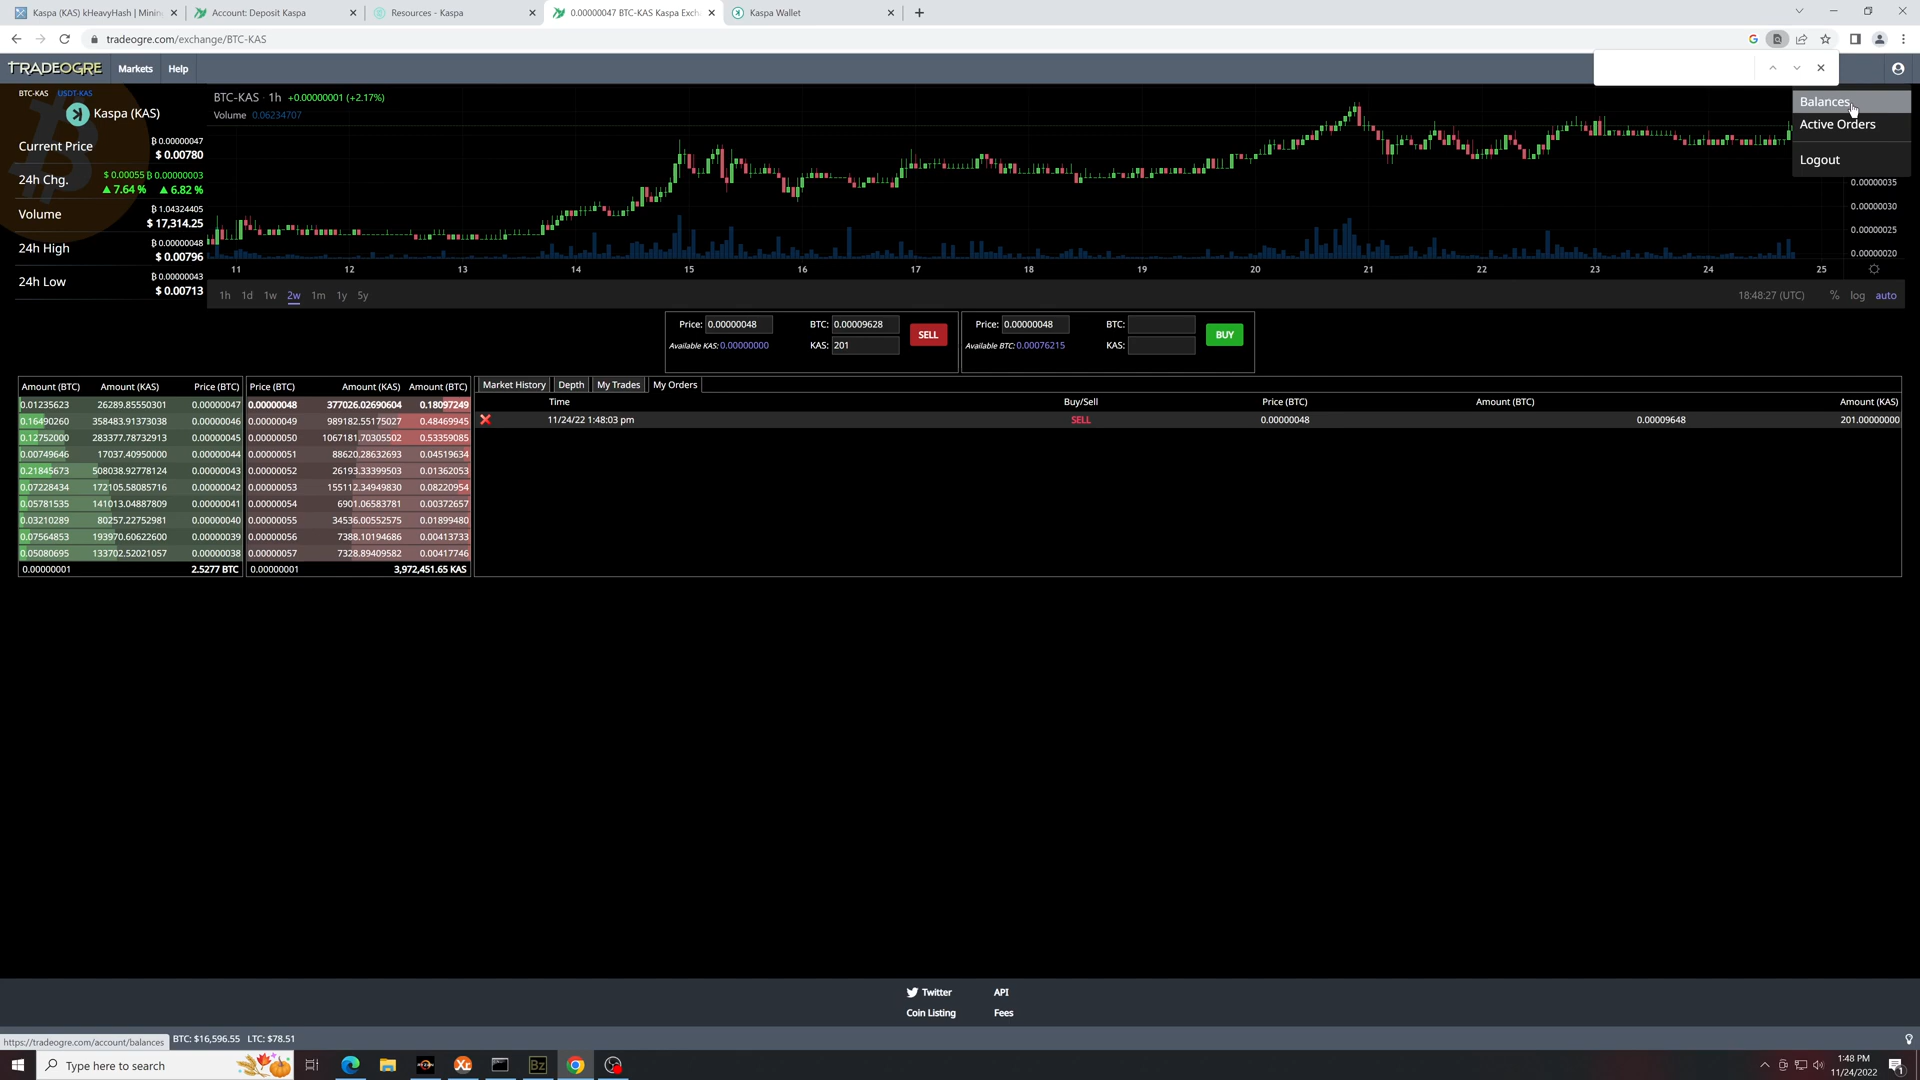 Kaspa (KAS) kHeavyHash | Minin
Account: Deposit Kaspa
Resources - Kaspa
0.00000047 BTC-KAS Kaspa Exch
Kaspa Wallet
tradeogre.com/exchange/BTC-KAS
TRADEOGRE Markets Help
BTC-KAS USDT-KAS
Kaspa (KAS)
Current Price ₿ 0.00000047
$ 0.00780
24h Chg. $ 0.00055 ₿ 0.00000003
▲ 7.64 % ▲ 6.82 %
Volume ₿ 1.04324405
$ 17,314.25
24h High ₿ 0.00000048
$ 0.00796
24h Low ₿ 0.00000043
$ 0.00713
BTC-KAS · 1h +0.00000001 (+2.17%)
Volume 0.06234707
Balances
Active Orders
Logout
0.00000035
0.00000030
0.00000025
0.00000020
11 12 13 14 15 16 17 18 19 20 21 22 23 24 25
1h 1d 1w 2w 1m 1y 5y 18:48:27 (UTC) % log auto
Price: 0.00000048 BTC: 0.00009628 SELL
Available KAS: 0.00000000 KAS: 201
Price: 0.00000048 BTC: BUY
Available BTC: 0.00076215 KAS:
Amount (BTC) Amount (KAS) Price (BTC) Price (BTC) Amount (KAS) Amount (BTC)
0.01235623 26289.85550301 0.00000047 0.00000048 377026.02690604 0.18097249
0.16490260 358483.91373038 0.00000046 0.00000049 989182.55175027 0.48469945
0.12752000 283377.78732913 0.00000045 0.00000050 1067181.70305502 0.53359085
0.00749646 17037.40950000 0.00000044 0.00000051 88620.28632693 0.04519634
0.21845673 508038.92778124 0.00000043 0.00000052 26193.33399503 0.01362053
0.07228434 172105.58085716 0.00000042 0.00000053 155112.34949830 0.08220954
0.05781535 141013.04887809 0.00000041 0.00000054 6901.06583781 0.00372657
0.03210289 80257.22752981 0.00000040 0.00000055 34536.00552575 0.01899480
0.07564853 193970.60622600 0.00000039 0.00000056 7388.10194686 0.00413733
0.05080695 133702.52021057 0.00000038 0.00000057 7328.89409582 0.00417746
0.00000001 2.5277 BTC 0.00000001 3,972,451.65 KAS
Market History Depth My Trades My Orders
Time Buy/Sell Price (BTC) Amount (BTC) Amount (KAS)
11/24/22 1:48:03 pm SELL 0.00000048 0.00009648 201.00000000
Twitter API
Coin Listing Fees
https://tradeogre.com/account/balances BTC: $16,596.55 LTC: $78.51
Type here to search
Xr
Bz
1:48 PM
11/24/2022
1